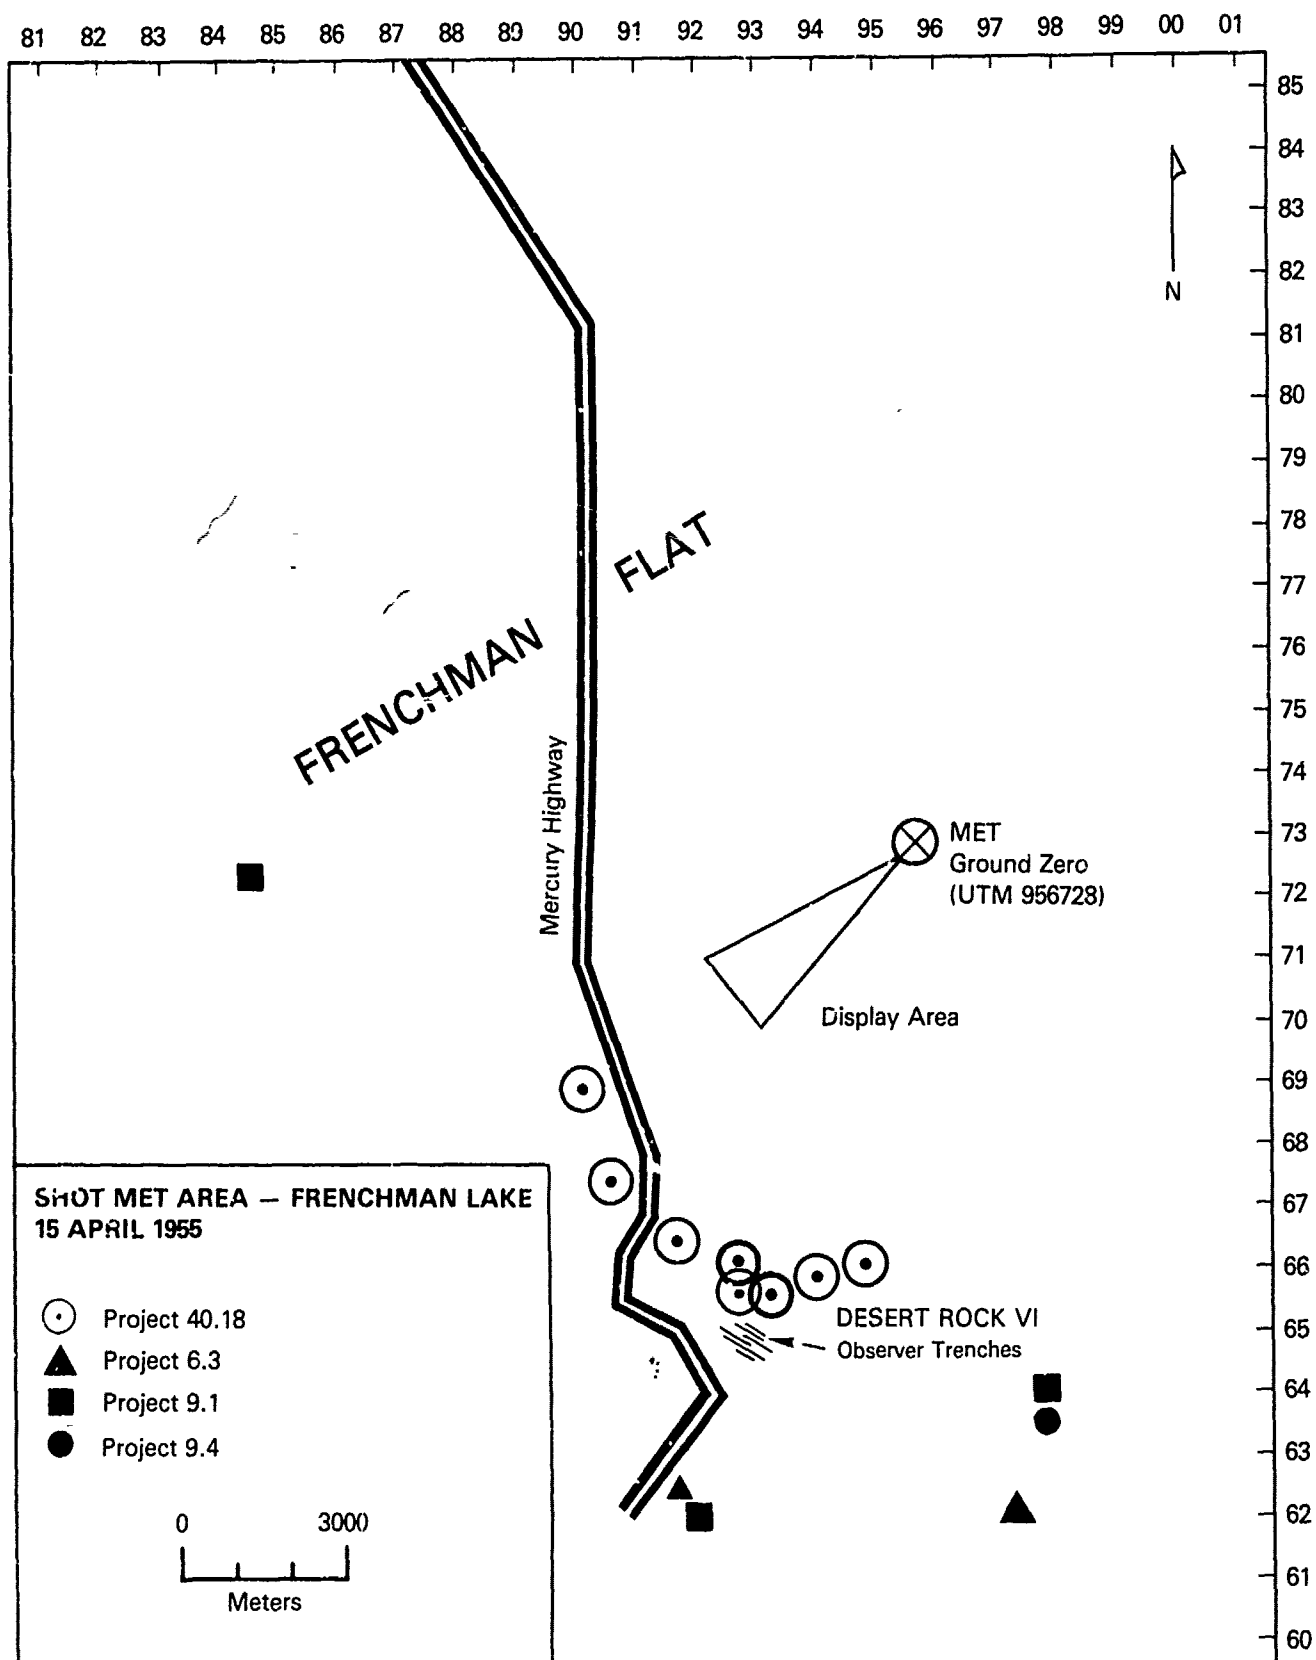 81 82 83 84 85 86 87 88 89 90 91 92 93 94 95 96 97 98 99 00 01
85
84
83
82
N
81
80
79
78
FLAT
77
FRENCHMAN
76
75
74
Mercury Highway
73
MET
Ground Zero
(UTM 956728)
72
71
Display Area
70
69
68
SHOT MET AREA — FRENCHMAN LAKE
15 APRIL 1955
67
66
DESERT ROCK VI
Observer Trenches
65
Project 40.18
Project 6.3
Project 9.1
Project 9.4
64
63
62
0 3000
Meters
61
60